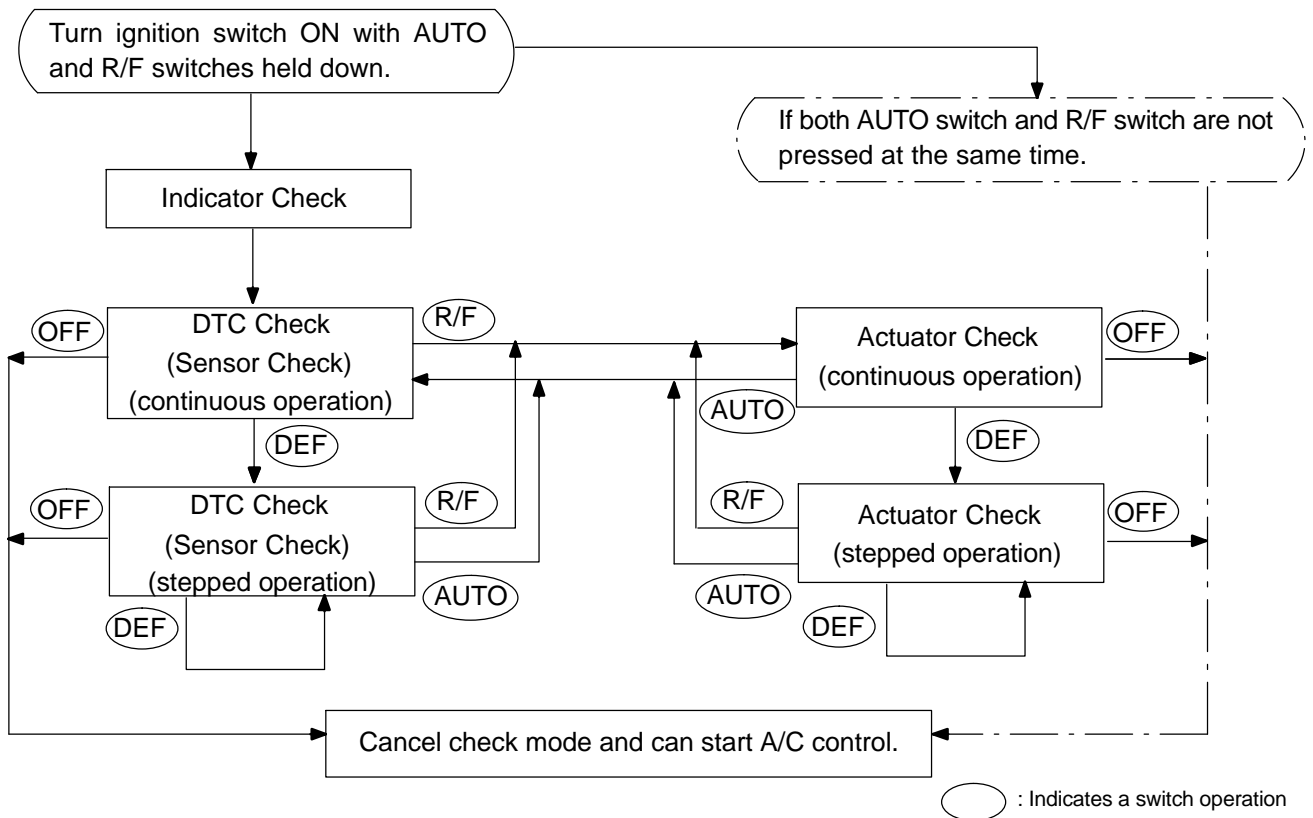 Turn ignition switch ON with AUTO
and R/F switches held down.
If both AUTO switch and R/F switch are not
pressed at the same time.
Indicator Check
OFF
DTC Check
(Sensor Check)
(continuous operation)
R/F
Actuator Check
(continuous operation)
OFF
AUTO
DEF
DEF
OFF
DTC Check
(Sensor Check)
(stepped operation)
R/F
R/F
Actuator Check
(stepped operation)
OFF
AUTO
AUTO
DEF
DEF
Cancel check mode and can start A/C control.
: Indicates a switch operation